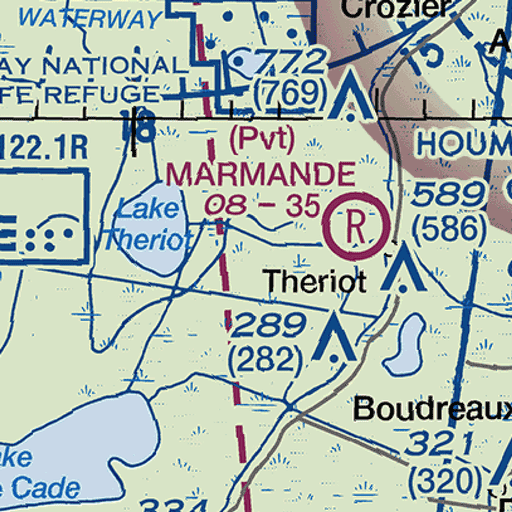 Crozier
WATERWAY
772
(769)
AY NATIONAL
FE REFUGE
18
(Pvt)
122.1R
HOUM
MARMANDE
08 - 35
R
589
(586)
Lake
Theriot
Theriot
289
(282)
Boudreaux
321
(320)
ke
e Cade
334